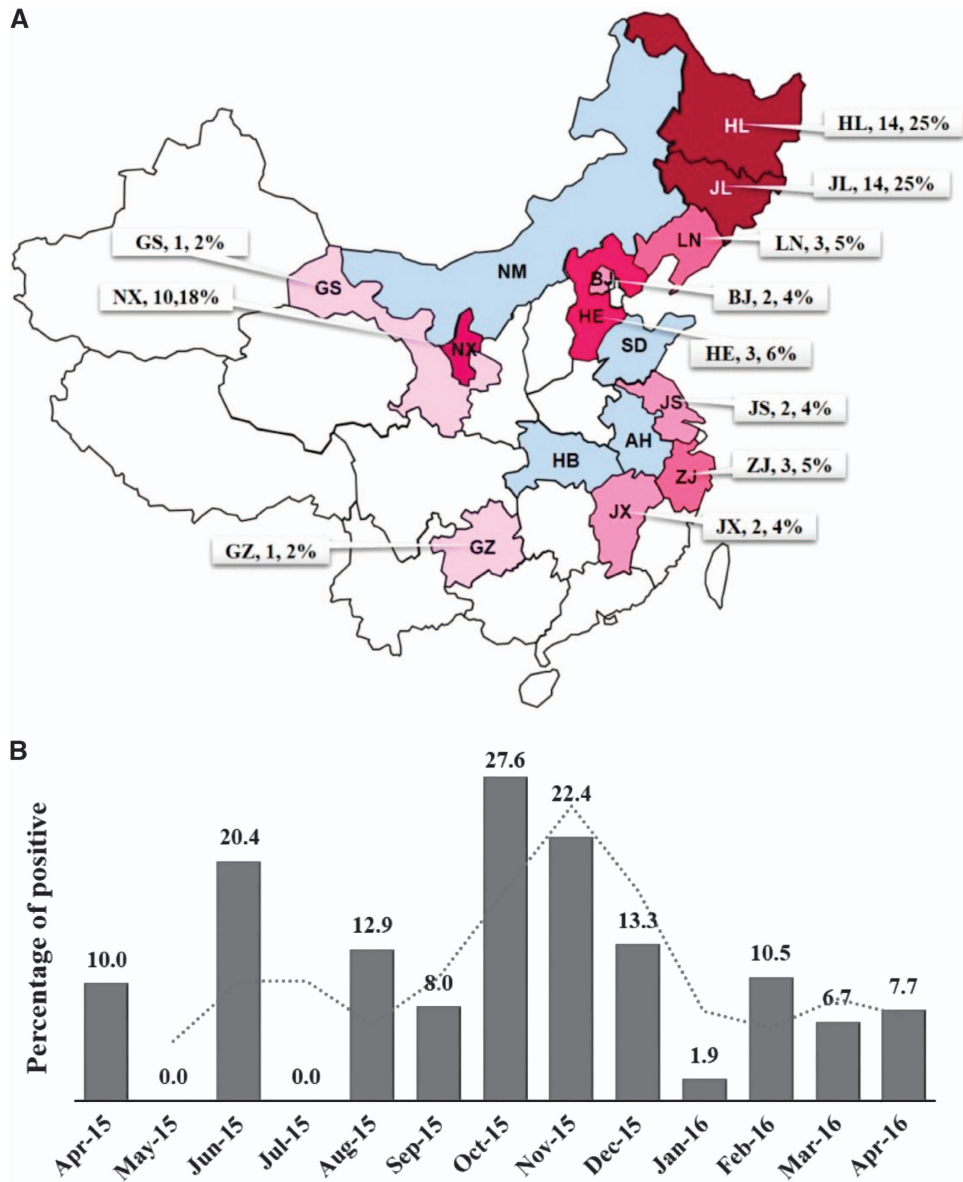 A
HL
HL, 14, 25%
JL
JL, 14, 25%
LN
LN, 3, 5%
GS, 1, 2%
NM
GS
BJ
BJ, 2, 4%
NX, 10,18%
HE
NX
SD
HE, 3, 6%
JS
JS, 2, 4%
AH
HB
ZJ
ZJ, 3, 5%
JX
JX, 2, 4%
GZ, 1, 2%
GZ
B
Percentage of positive
10.0
0.0
20.4
0.0
12.9
8.0
27.6
22.4
13.3
1.9
10.5
6.7
7.7
Apr-15
May-15
Jun-15
Jul-15
Aug-15
Sep-15
Oct-15
Nov-15
Dec-15
Jan-16
Feb-16
Mar-16
Apr-16